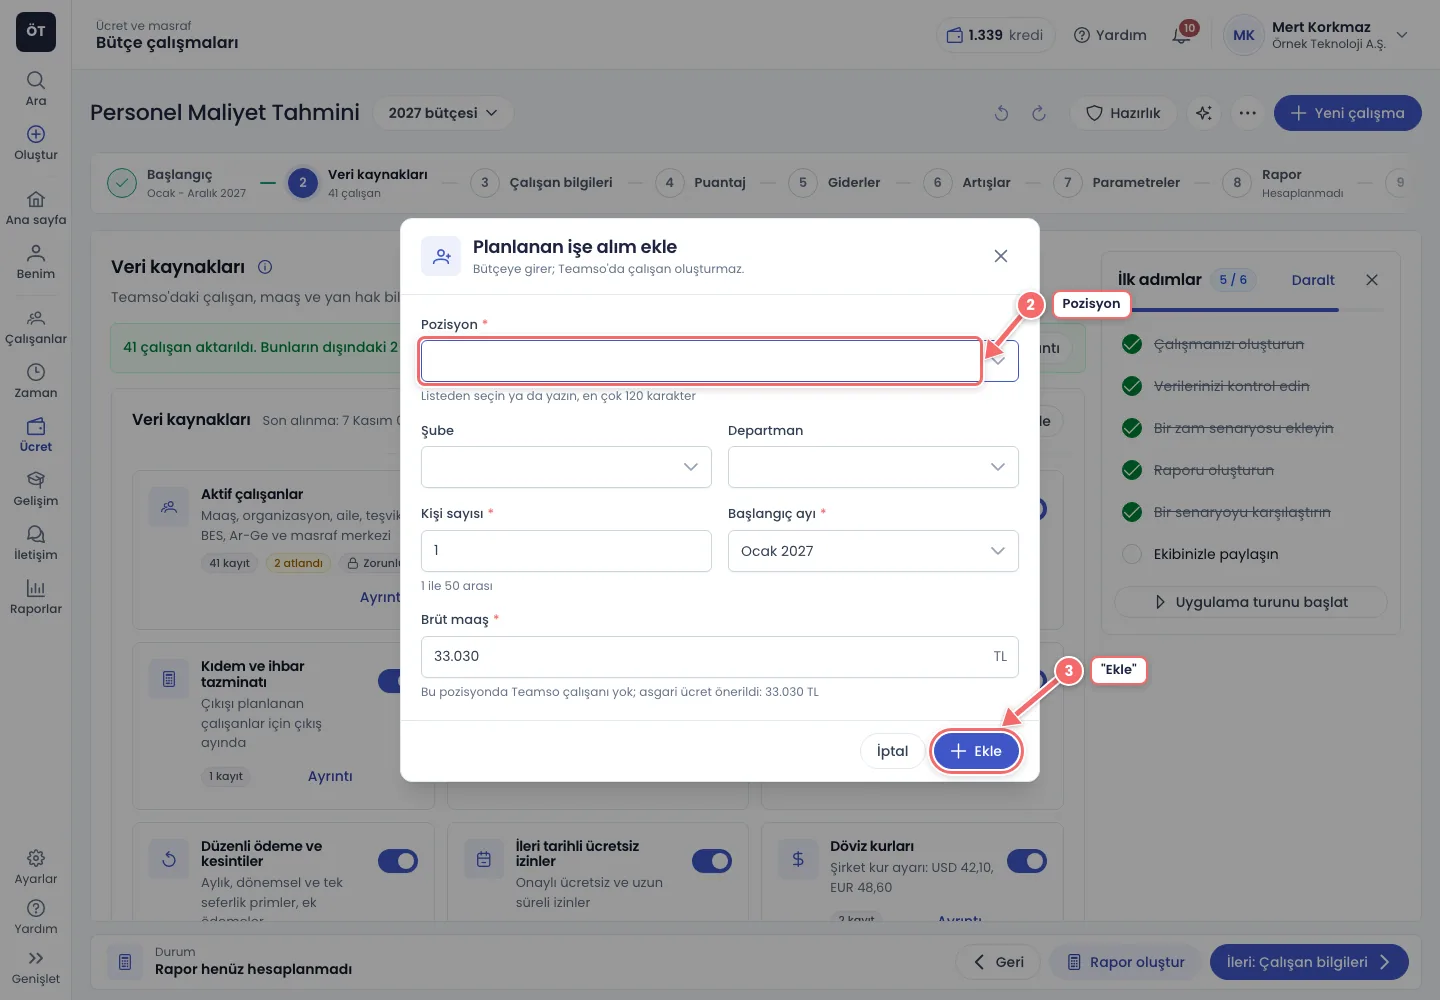 ÖT
Ara
Oluştur
Ana sayfa
Benim
Çalışanlar
Zaman
Ücret
Gelişim
İletişim
Raporlar
Ayarlar
Yardım
Genişlet
Ücret ve masraf
Bütçe çalışmaları
1.339 kredi
Yardım
10
MK
Mert Korkmaz
Örnek Teknoloji A.Ş.
Personel Maliyet Tahmini
2027 bütçesi
Hazırlık
Yeni çalışma
Başlangıç
Ocak - Aralık 2027
2
Veri kaynakları
41 çalışan
3
Çalışan bilgileri
4
Puantaj
5
Giderler
6
Artışlar
7
Parametreler
8
Rapor
Hesaplanmadı
9
Veri kaynakları
Teamso'daki çalışan, maaş ve yan hak bil
41 çalışan aktarıldı. Bunların dışındaki 2
Veri kaynakları
Son alınma: 7 Kasım
Aktif çalışanlar
Maaş, organizasyon, aile, teşvik
BES, Ar-Ge ve masraf merkezi
41 kayıt
2 atlandı
Zorunlu
Ayrıntı
Kıdem ve ihbar
tazminatı
Çıkışı planlanan
çalışanlar için çıkış
ayında
1 kayıt
Ayrıntı
Düzenli ödeme ve
kesintiler
Aylık, dönemsel ve tek
seferlik primler, ek
ödemeler
İleri tarihli ücretsiz
izinler
Onaylı ücretsiz ve uzun
süreli izinler
Döviz kurları
Şirket kur ayarı: USD 42,10,
EUR 48,60
2 kayıt
Ayrıntı
Planlanan işe alım ekle
Bütçeye girer; Teamso'da çalışan oluşturmaz.
Pozisyon *
Listeden seçin ya da yazın, en çok 120 karakter
Şube
Departman
Kişi sayısı *
1
1 ile 50 arası
Başlangıç ayı *
Ocak 2027
Brüt maaş *
33.030
TL
Bu pozisyonda Teamso çalışanı yok; asgari ücret önerildi: 33.030 TL
İptal
Ekle
2
Pozisyon
3
"Ekle"
İlk adımlar
5 / 6
Daralt
Çalışmanızı oluşturun
Verilerinizi kontrol edin
Bir zam senaryosu ekleyin
Raporu oluşturun
Bir senaryoyu karşılaştırın
Ekibinizle paylaşın
Uygulama turunu başlat
Durum
Rapor henüz hesaplanmadı
Geri
Rapor oluştur
İleri: Çalışan bilgileri